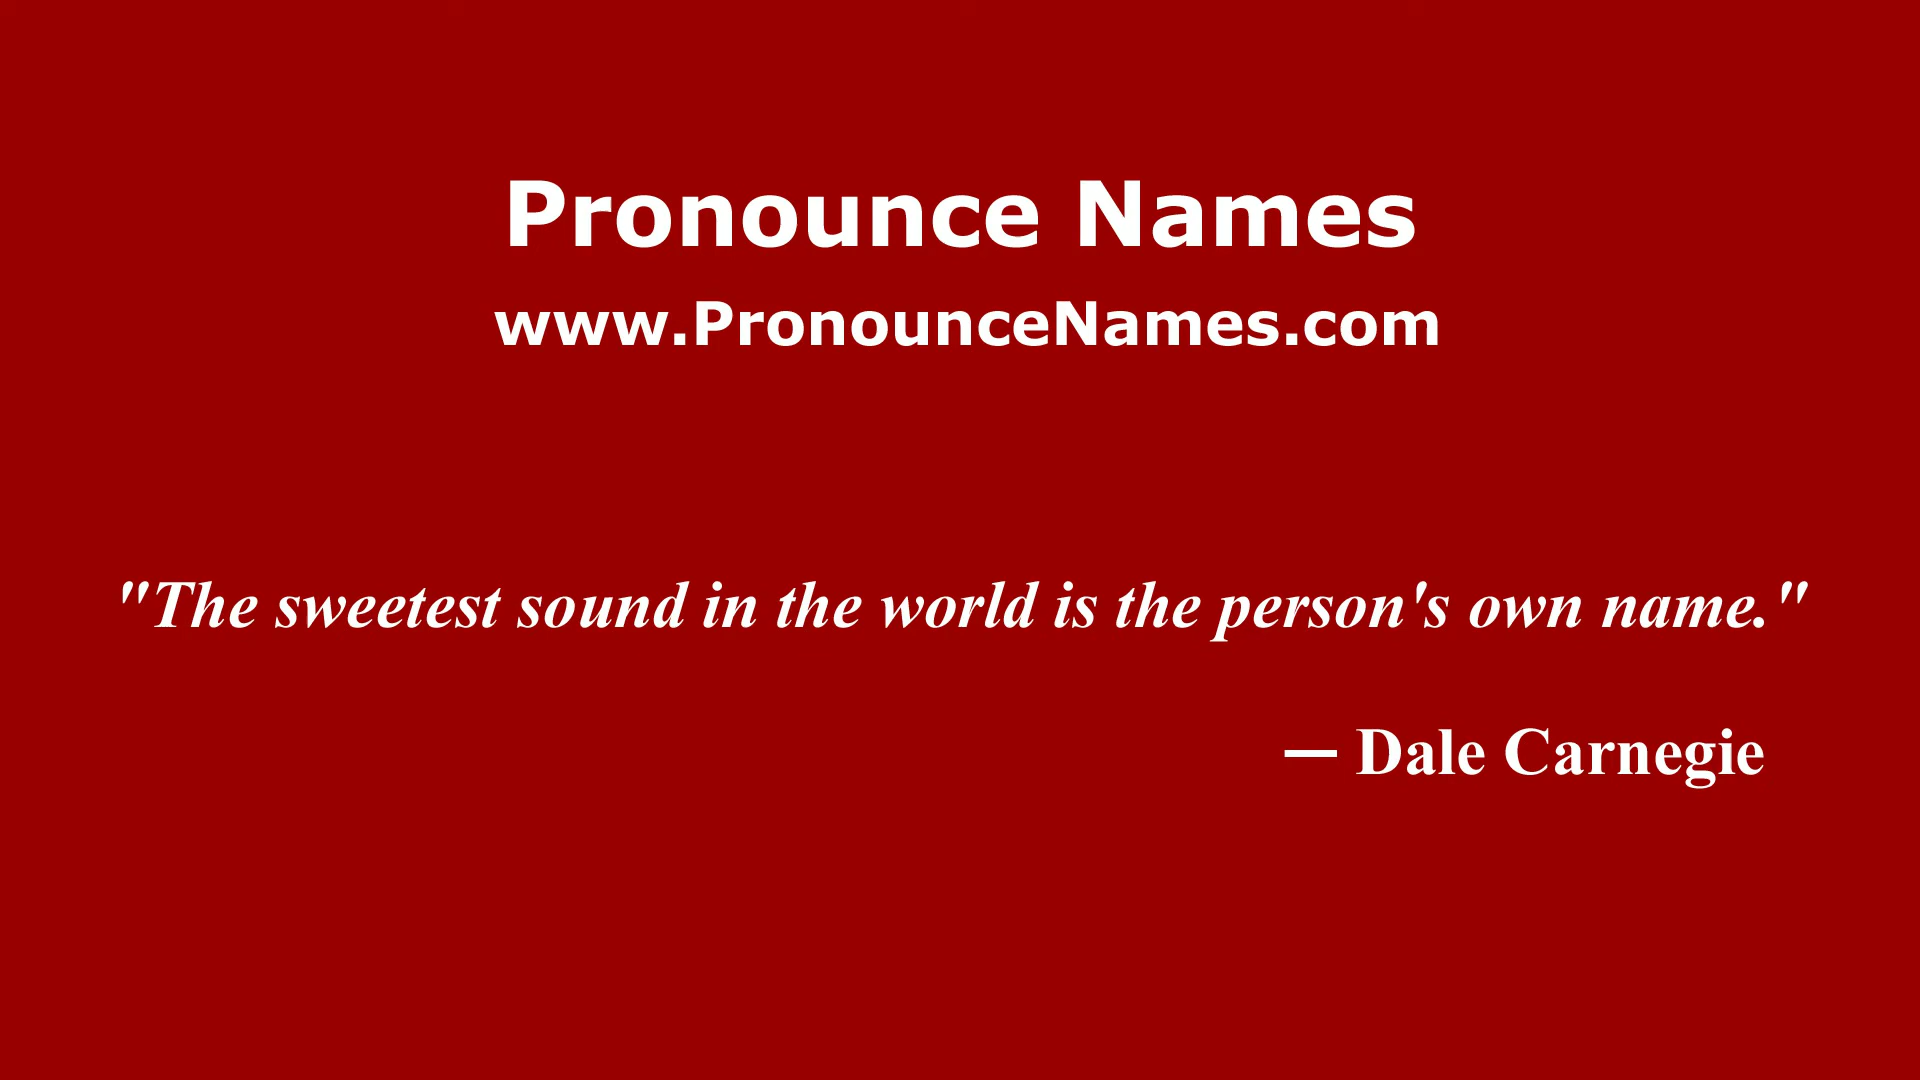 Pronounce Names
www.PronounceNames.com
"The sweetest sound in the world is the person's own name."
— Dale Carnegie